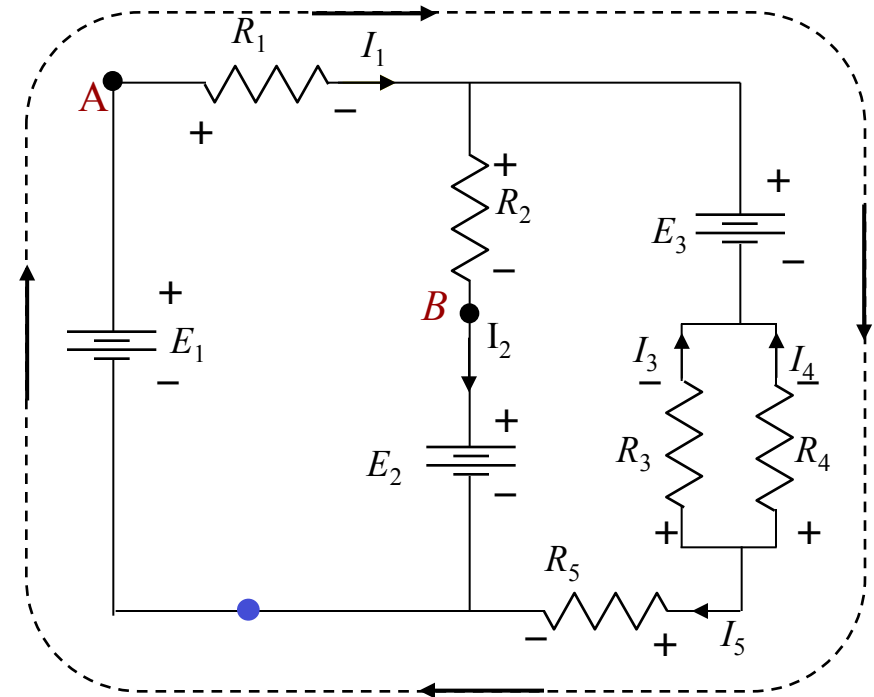 R1
I1
A
+
−
+
R2
−
+
E3
−
B
I2
+
E1
−
I3
−
I4
−
+
E2
−
R3
R4
+
+
R5
−
+
I5